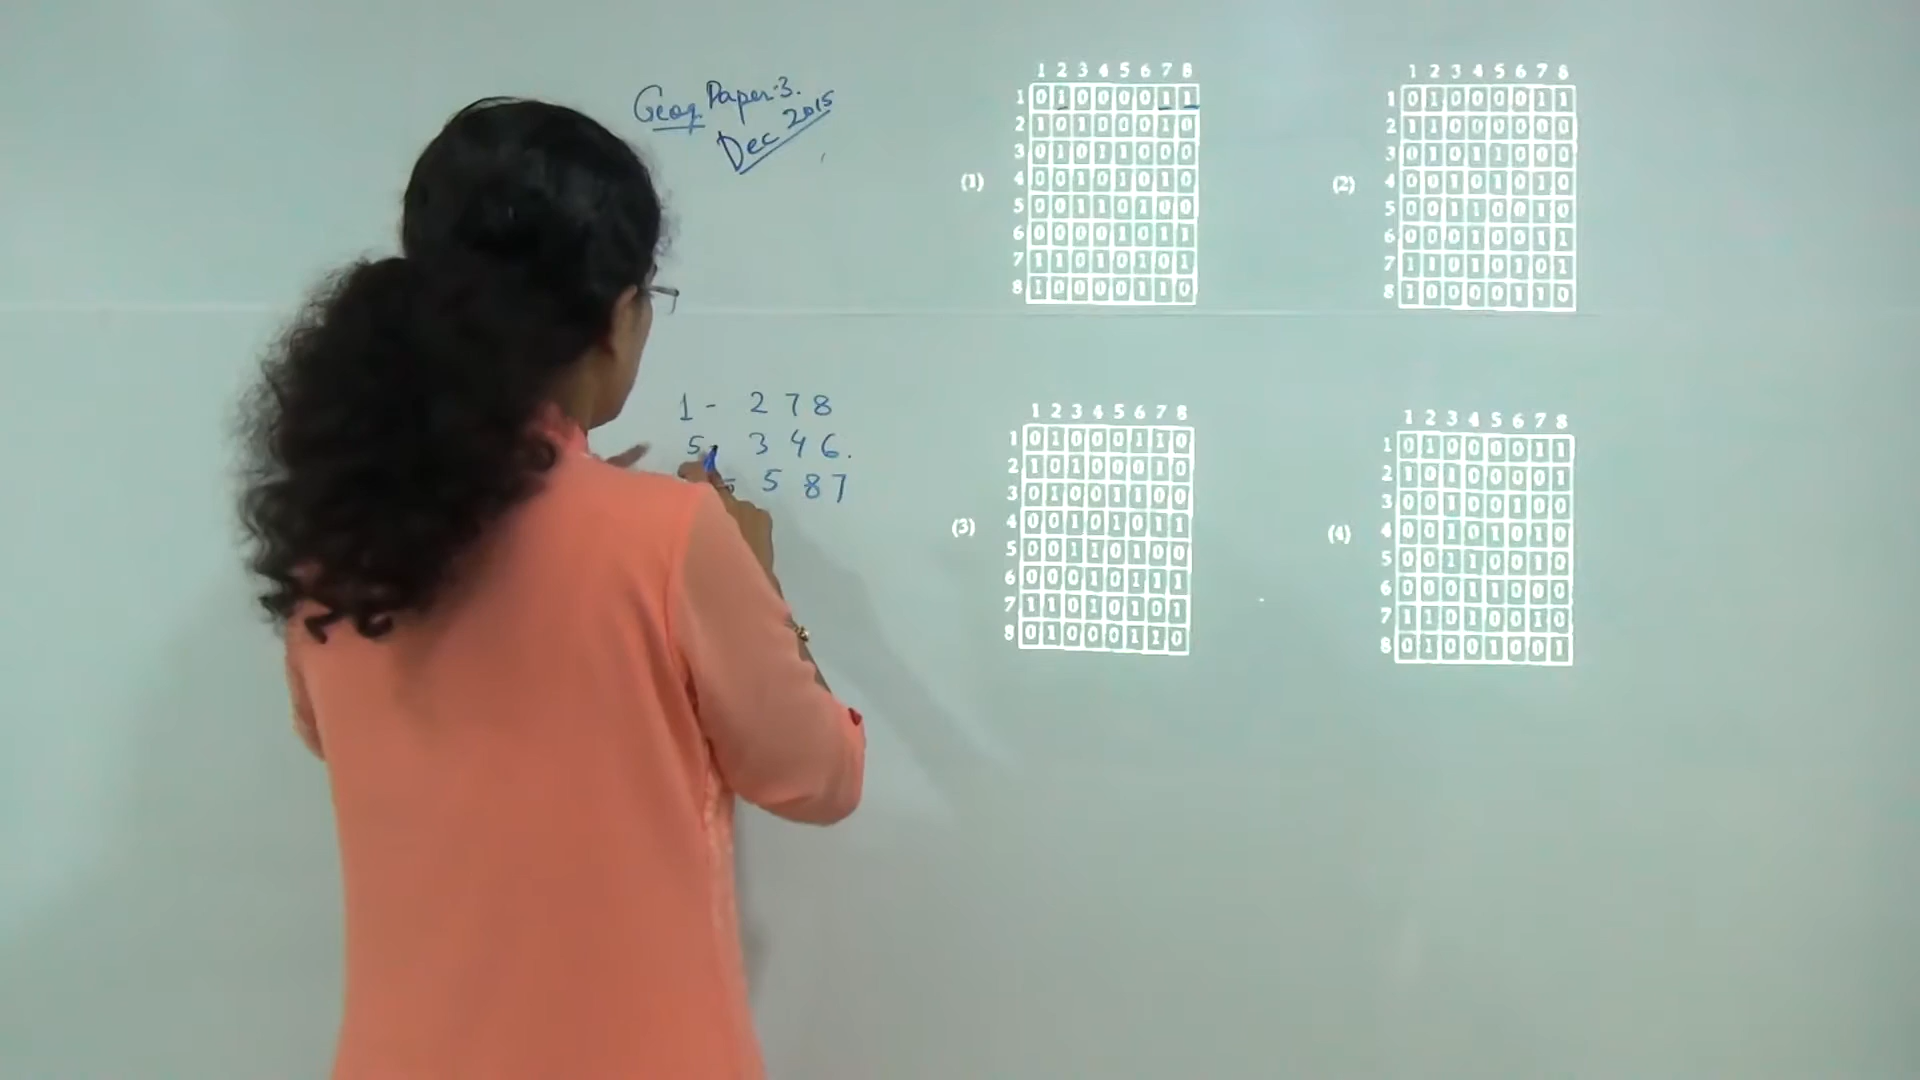 Geog Paper-3.
Dec 2015
1 - 2 7 8
5 3 4 6.
5 8 7
(1)
1 2 3 4 5 6 7 8
1 0 1 0 0 0 0 1 1
2 1 0 1 0 0 0 1 0
3 0 1 0 1 1 0 0 0
4 0 0 1 0 1 0 1 0
5 0 0 1 1 0 1 0 0
6 0 0 0 0 1 0 1 1
7 1 1 0 1 0 1 0 1
8 1 0 0 0 0 1 1 0
(2)
1 2 3 4 5 6 7 8
1 0 1 0 0 0 0 1 1
2 1 1 0 0 0 0 0 0
3 0 1 0 1 1 0 0 0
4 0 0 1 0 1 0 1 0
5 0 0 1 1 0 0 1 0
6 0 0 0 1 0 0 1 1
7 1 1 0 1 0 1 0 1
8 1 0 0 0 0 1 1 0
(3)
1 2 3 4 5 6 7 8
1 0 1 0 0 0 1 1 0
2 1 0 1 0 0 0 1 0
3 0 1 0 0 1 1 0 0
4 0 0 1 0 1 0 1 1
5 0 0 1 1 0 1 0 0
6 0 0 0 1 0 1 1 1
7 1 1 0 1 0 1 0 1
8 0 1 0 0 0 1 1 0
(4)
1 2 3 4 5 6 7 8
1 0 1 0 0 0 0 1 1
2 1 0 1 0 0 0 0 1
3 0 0 1 0 0 1 0 0
4 0 0 1 0 1 0 1 0
5 0 0 1 1 0 0 1 0
6 0 0 0 1 1 0 0 0
7 1 1 0 1 0 0 1 0
8 0 1 0 0 1 0 0 1